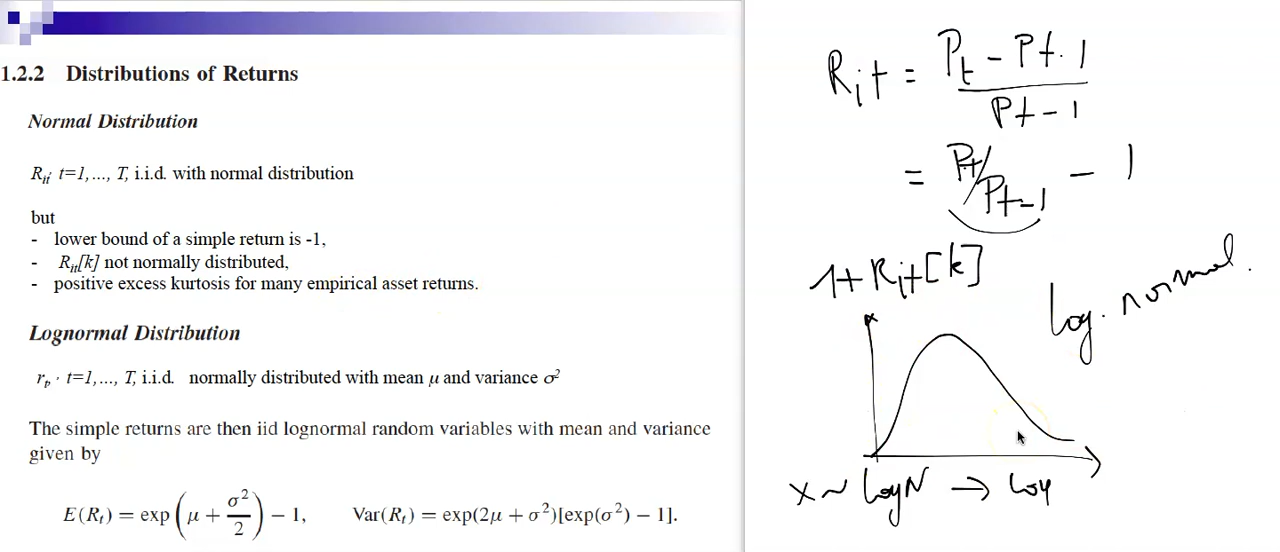 1.2.2 Distributions of Returns
Normal Distribution
R_it t=1,..., T, i.i.d. with normal distribution
but
- lower bound of a simple return is -1,
- R_it[k] not normally distributed,
- positive excess kurtosis for many empirical asset returns.
Lognormal Distribution
r_t, t=1,..., T, i.i.d. normally distributed with mean μ and variance σ²
The simple returns are then iid lognormal random variables with mean and variance
given by
E(R_t) = exp(μ + σ²/2) − 1, Var(R_t) = exp(2μ + σ²)[exp(σ²) − 1].
R_it = (P_t − P_t-1) / (P_t − 1)
= P_t/P_t-1 − 1
1+R_it[k]
log. normal.
X ~ LogN → Log